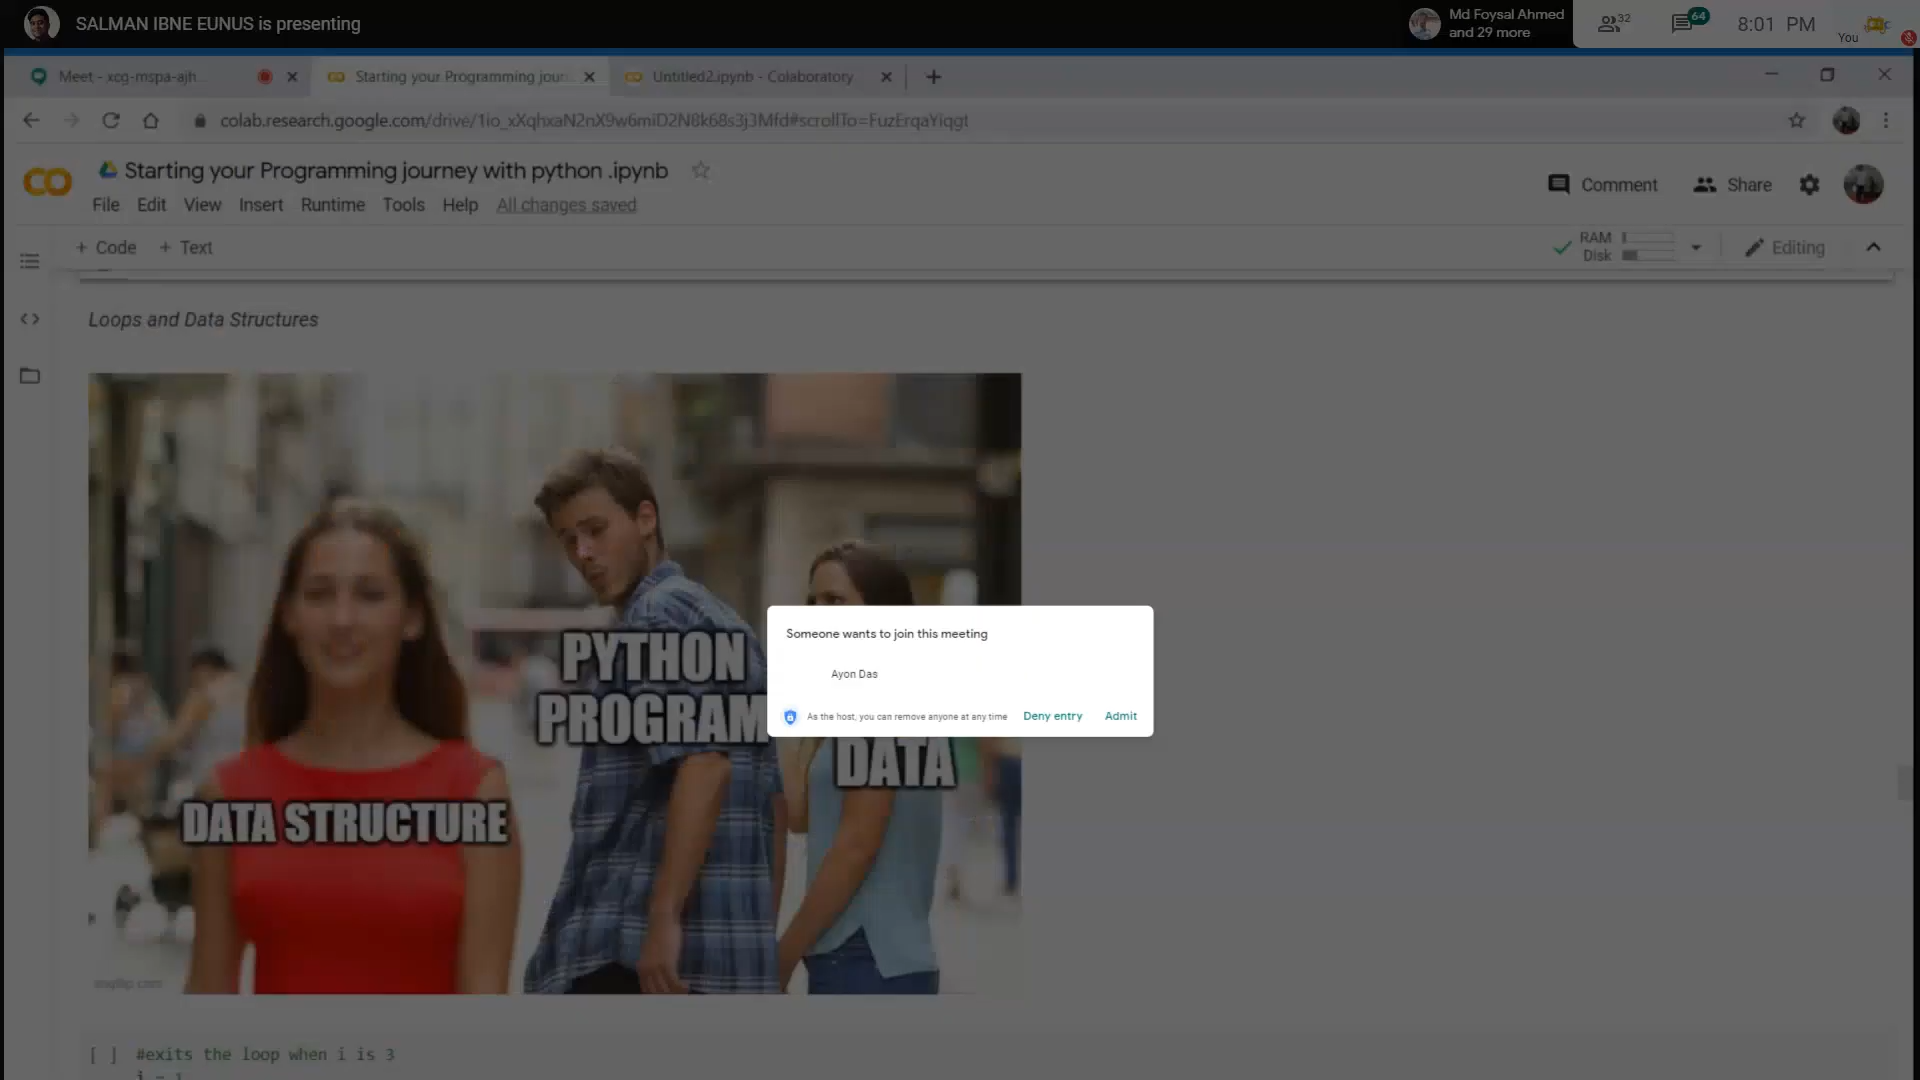 SALMAN IBNE EUNUS is presenting
Md Foysal Ahmed
and 29 more
32
64
8:01 PM
You
Meet - xcg-mspa-ajh
Starting your Programming jour
Untitled2.ipynb - Colaboratory
colab.research.google.com/drive/1io_xXqhxaN2nX9w6miD2N8k68s3j3Mfd#scrollTo=FuzErqaYiqgt
Starting your Programming journey with python .ipynb
File Edit View Insert Runtime Tools Help All changes saved
Comment
Share
+ Code + Text
RAM
Disk
Editing
Loops and Data Structures
PYTHON
PROGRAM
DATA
DATA STRUCTURE
Someone wants to join this meeting
Ayon Das
As the host, you can remove anyone at any time
Deny entry
Admit
imgflip.com
[ ] #exits the loop when i is 3
i = 1